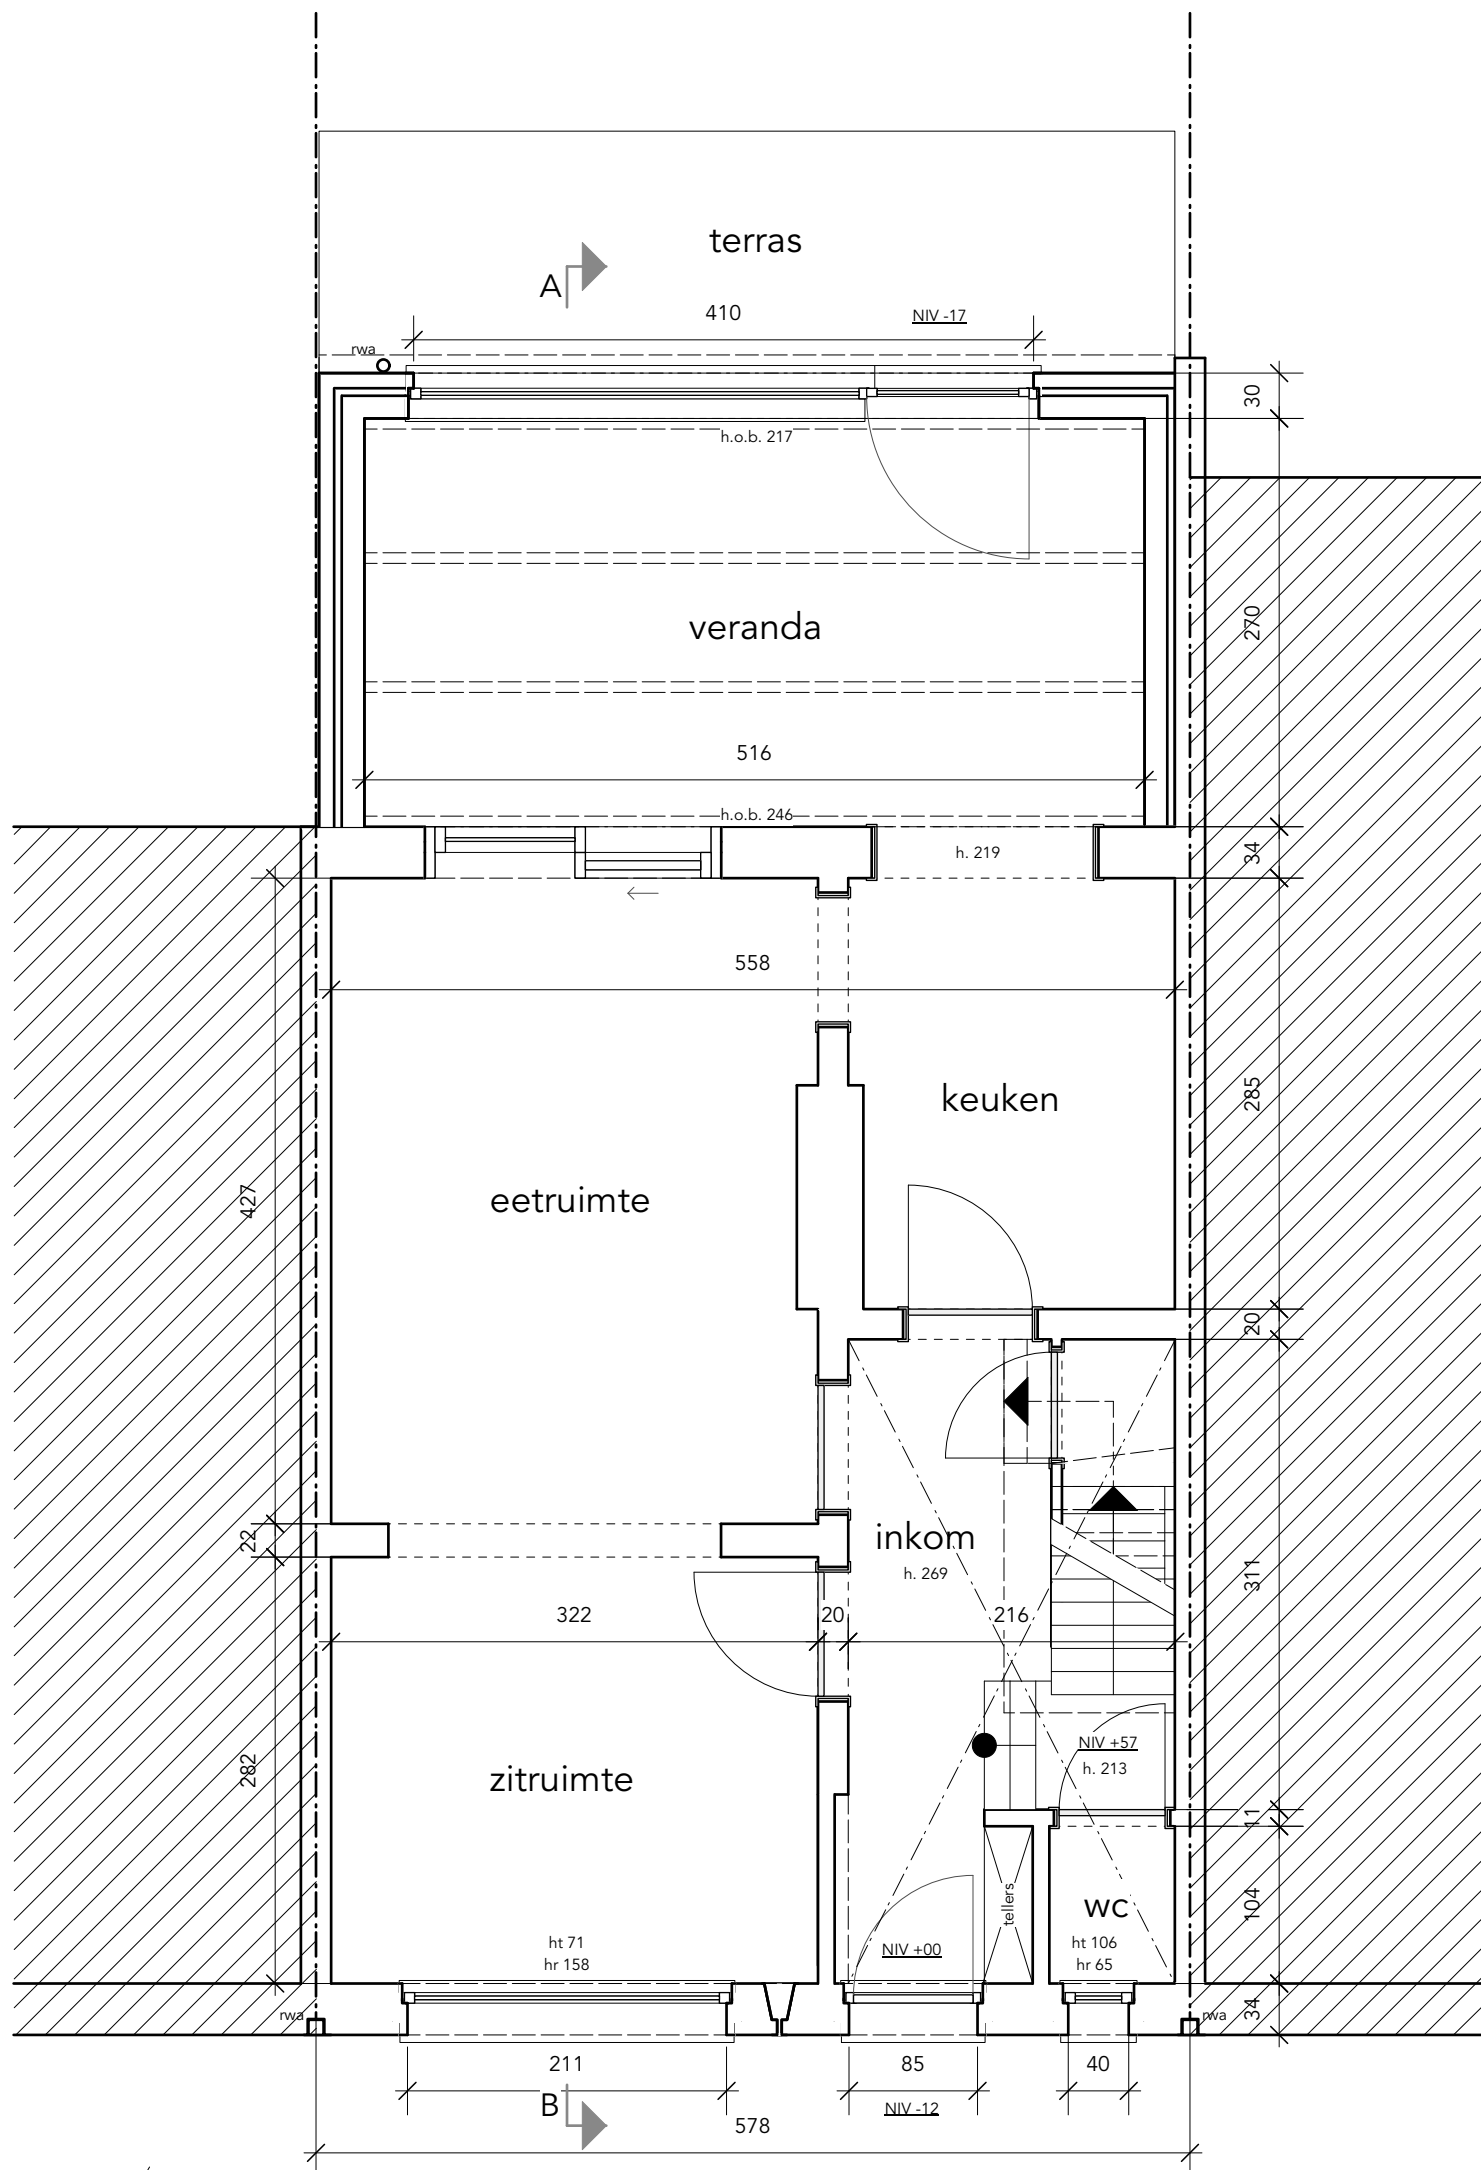 terras
A
410
NIV -17
rwa
30
h.o.b. 217
270
veranda
516
h.o.b. 246
h. 219
34
558
keuken
285
427
eetruimte
20
22
inkom
h. 269
311
322
20
216
NIV +57
h. 213
282
zitruimte
11
104
tellers
wc
NIV +00
ht 71
hr 158
ht 106
hr 65
rwa
rwa
34
211
85
40
B
NIV -12
578